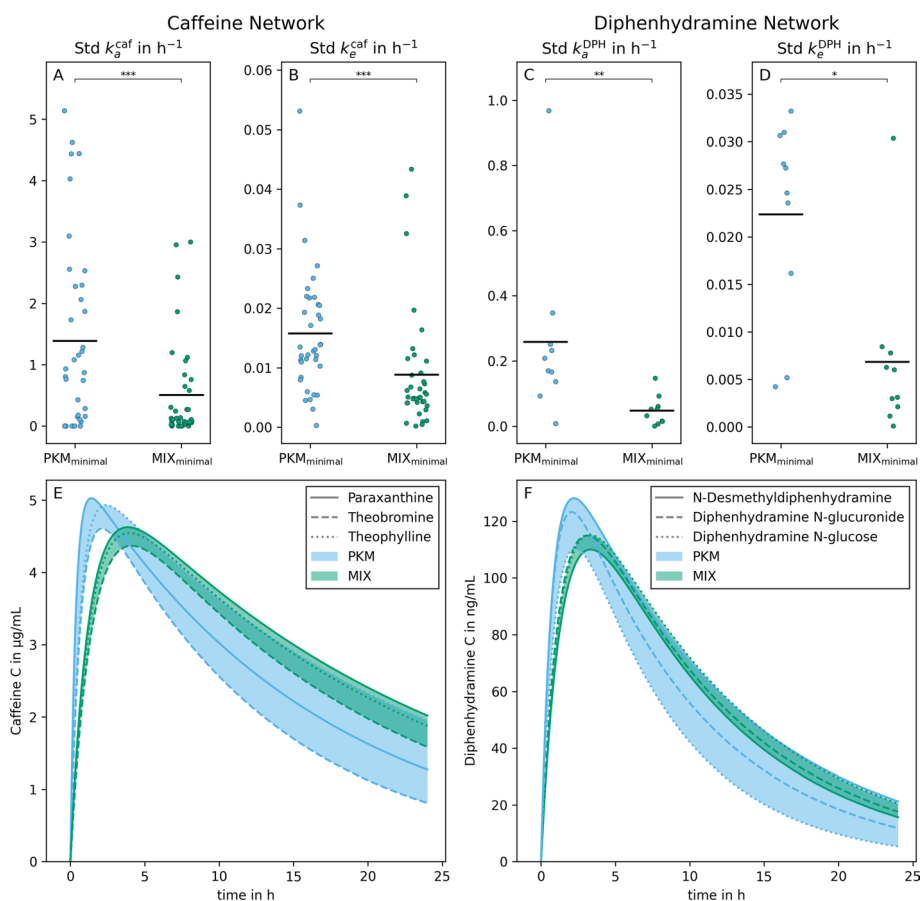 Caffeine Network
Diphenhydramine Network
Std k_a^caf in h⁻¹
Std k_e^caf in h⁻¹
Std k_a^DPH in h⁻¹
Std k_e^DPH in h⁻¹
A
***
5
4
3
2
1
0
PKM_minimal
MIX_minimal
B
***
0.06
0.05
0.04
0.03
0.02
0.01
0.00
PKM_minimal
MIX_minimal
C
**
1.0
0.8
0.6
0.4
0.2
0.0
PKM_minimal
MIX_minimal
D
*
0.035
0.030
0.025
0.020
0.015
0.010
0.005
0.000
PKM_minimal
MIX_minimal
E
Paraxanthine
Theobromine
Theophylline
PKM
MIX
Caffeine C in µg/mL
5
4
3
2
1
0
0 5 10 15 20 25
time in h
F
N-Desmethyldiphenhydramine
Diphenhydramine N-glucuronide
Diphenhydramine N-glucose
PKM
MIX
Diphenhydramine C in ng/mL
120
100
80
60
40
20
0
0 5 10 15 20 25
time in h